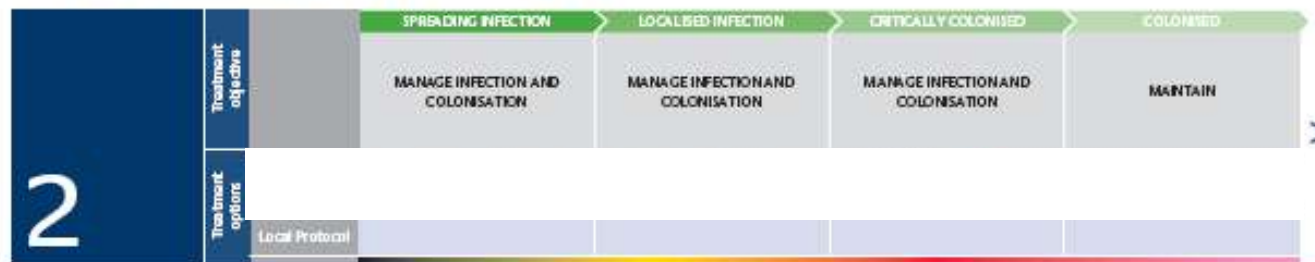 SPREADING INFECTION LOCALISED INFECTION CRITICALLY COLONISED COLONISED
Treatment
objective
MANAGE INFECTION AND
COLONISATION
MANAGE INFECTION AND
COLONISATION
MANAGE INFECTION AND
COLONISATION
MAINTAIN
2
Treatment
options
Local Protocol